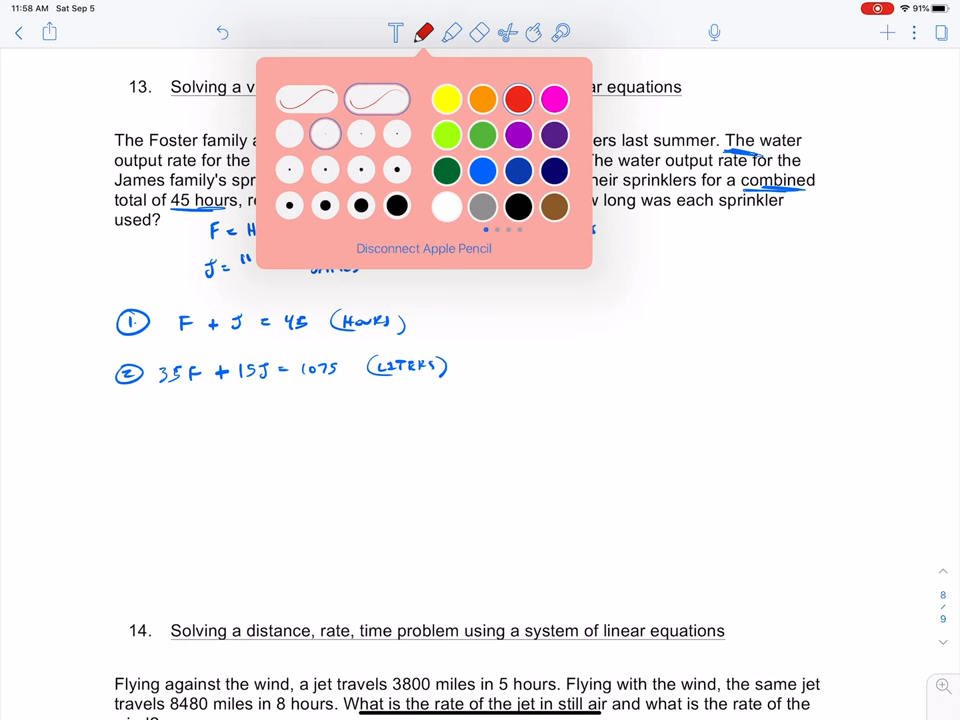 11:58 AM Sat Sep 5
91%
T
13. Solving a v ar equations
The Foster family a ers last summer. The water
output rate for the he water output rate for the
James family's spr heir sprinklers for a combined
total of 45 hours, r w long was each sprinkler
used?
Disconnect Apple Pencil
F = H
J = "
1. F + J = 45 (HOURS)
2 35F + 15J = 1075 (LITERS)
8
/
9
14. Solving a distance, rate, time problem using a system of linear equations
Flying against the wind, a jet travels 3800 miles in 5 hours. Flying with the wind, the same jet
travels 8480 miles in 8 hours. What is the rate of the jet in still air and what is the rate of the
wind?